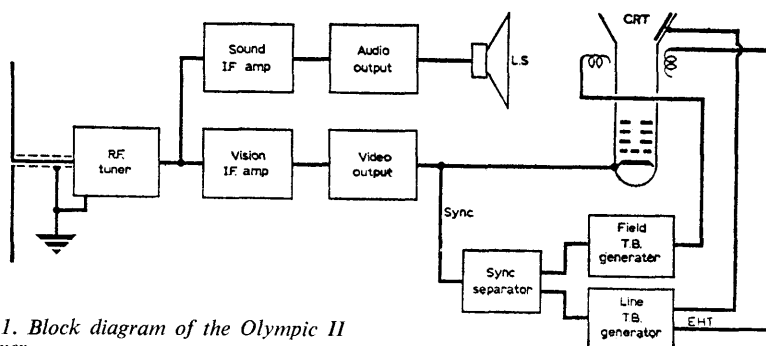 CRT
Sound
I.F amp
Audio
output
L.S
R.F.
tuner
Vision
I.F. amp
Video
output
Sync
Field
T.B.
generater
Sync
separator
Line
T.B.
generator
EHT
1. Block diagram of the Olympic II